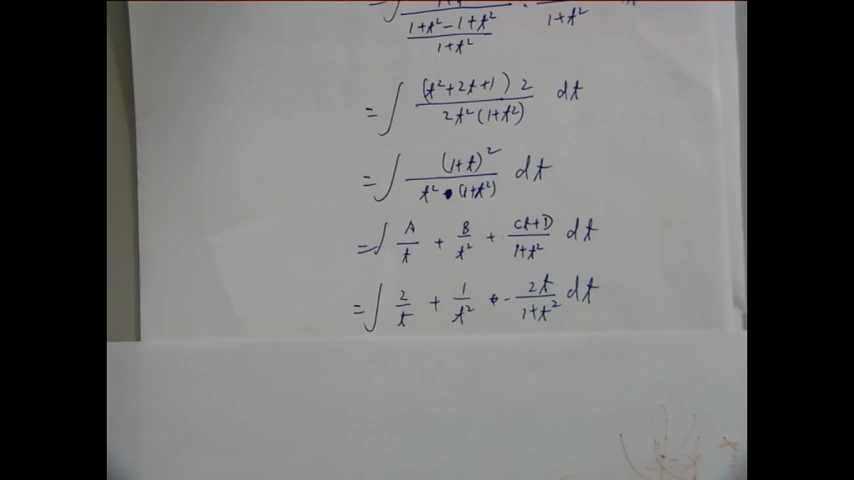 1+t²-1+t² / 1+t² · 1+t²
= ∫ (t²+2t+1) 2 / 2t² (1+t²) dt
= ∫ (1+t)² / t² • (1+t²) dt
= ∫ A/t + B/t² + Ct+D / 1+t² dt
= ∫ 2/t + 1/t² - 2t / 1+t² dt